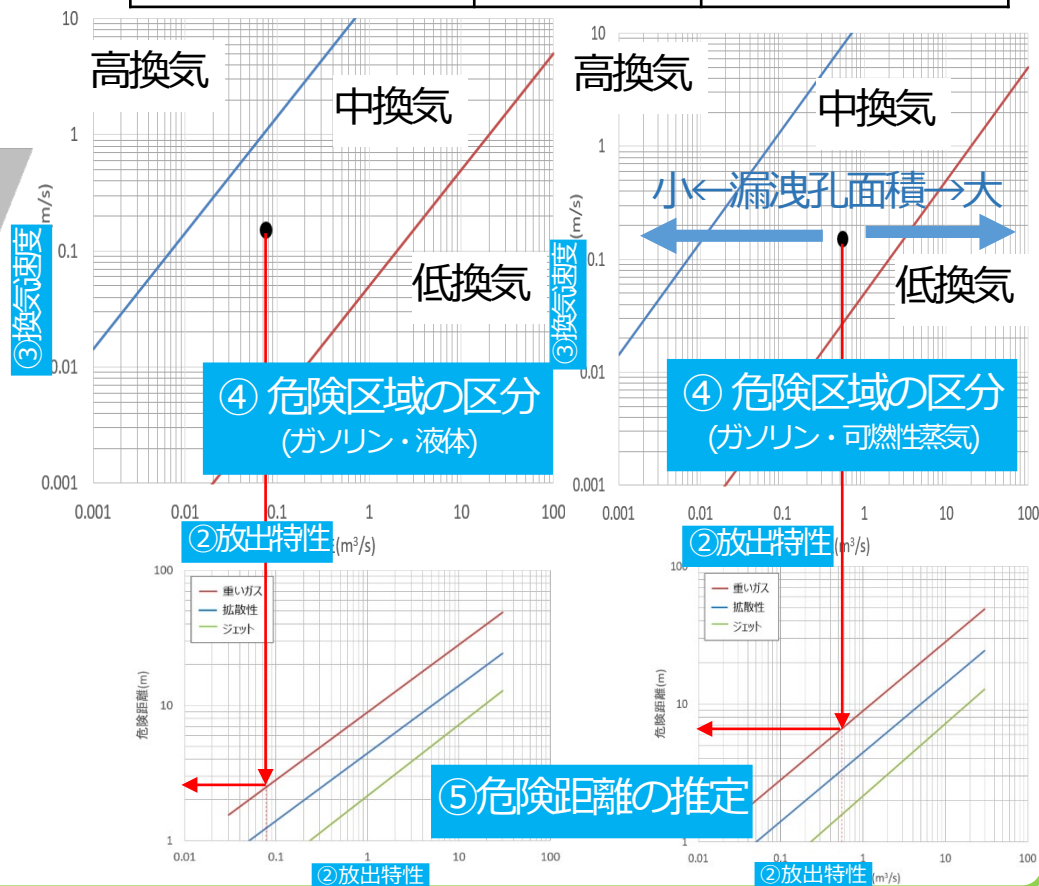 10
1
0.1
0.01
0.001
③換気速度
m/s)
高換気
中換気
低換気
④ 危険区域の区分
(ガソリン・液体)
0.001
0.01
0.1
1
10
100
②放出特性
(m³/s)
10
1
0.1
0.01
0.001
③換気速度
(m/s)
高換気
中換気
小←漏洩孔面積→大
低換気
④ 危険区域の区分
(ガソリン・可燃性蒸気)
0.001
0.01
0.1
1
10
100
②放出特性
(m³/s)
100
10
1
危険距離(m)
重いガス
拡散性
ジェット
0.01
0.1
1
10
100
②放出特性
100
10
1
危険距離(m)
重いガス
拡散性
ジェット
0.01
0.1
1
10
100
②放出特性
(m³/s)
⑤危険距離の推定